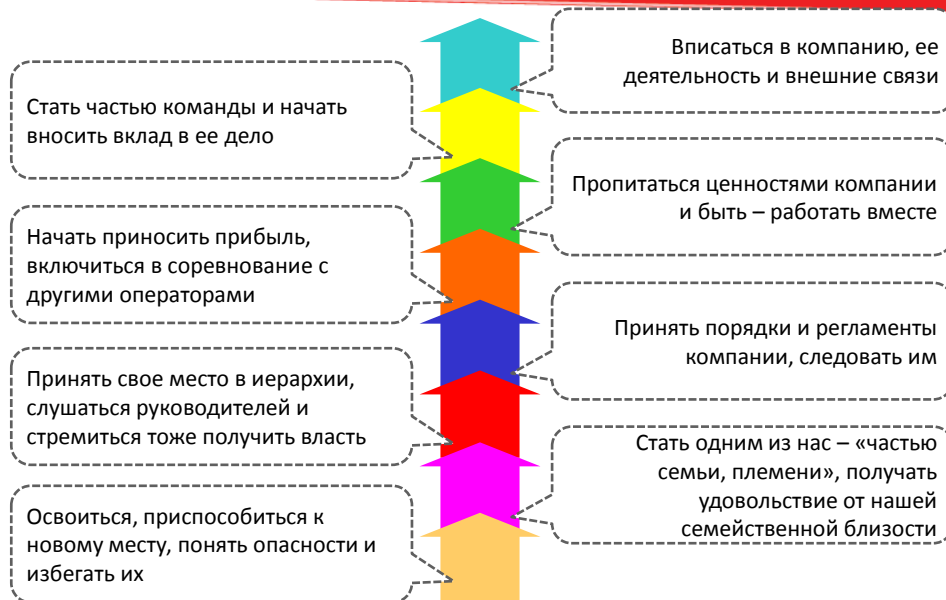 Вписаться в компанию, ее
деятельность и внешние связи
Стать частью команды и начать
вносить вклад в ее дело
Пропитаться ценностями компании
и быть – работать вместе
Начать приносить прибыль,
включиться в соревнование с
другими операторами
Принять порядки и регламенты
компании, следовать им
Принять свое место в иерархии,
слушаться руководителей и
стремиться тоже получить власть
Стать одним из нас – «частью
семьи, племени», получать
удовольствие от нашей
семейственной близости
Освоиться, приспособиться к
новому месту, понять опасности и
избегать их